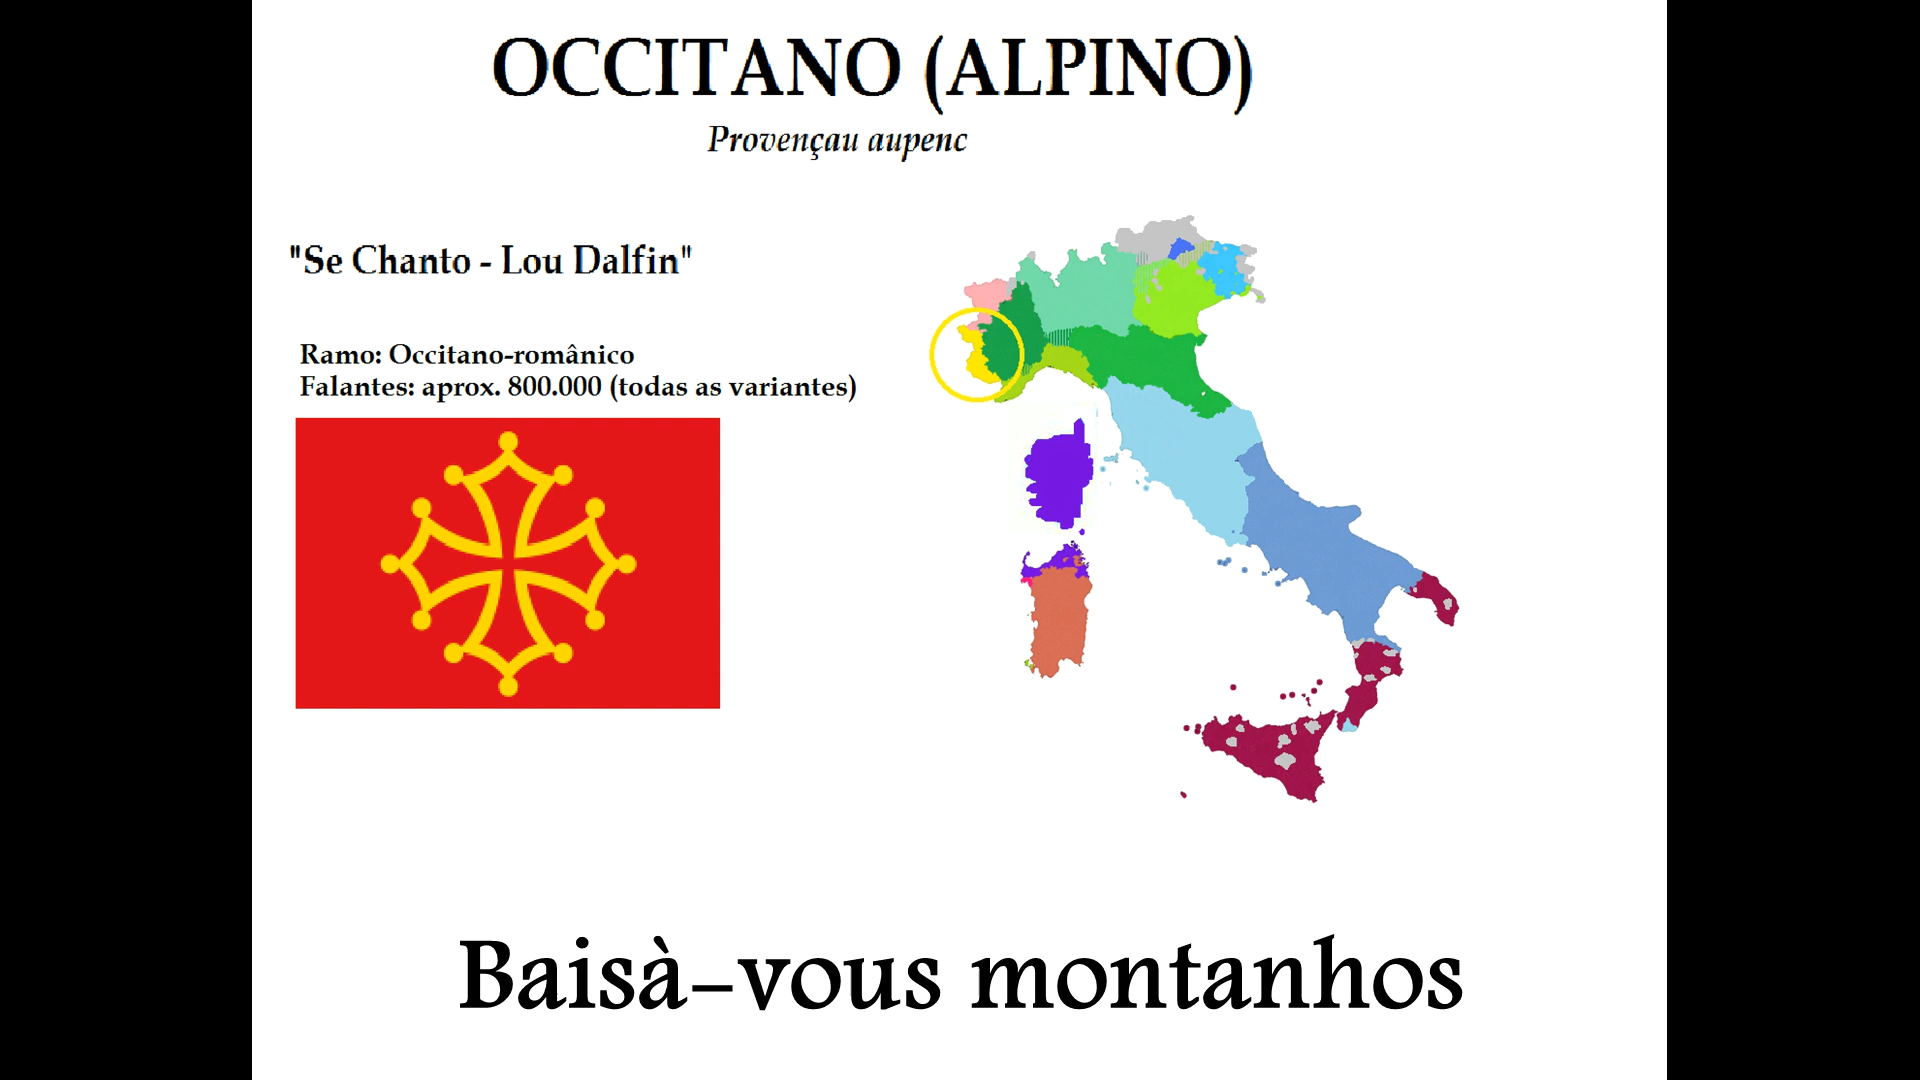 OCCITANO (ALPINO)
Provençau aupenc
"Se Chanto - Lou Dalfin"
Ramo: Occitano-românico
Falantes: aprox. 800.000 (todas as variantes)
Baisà-vous montanhos